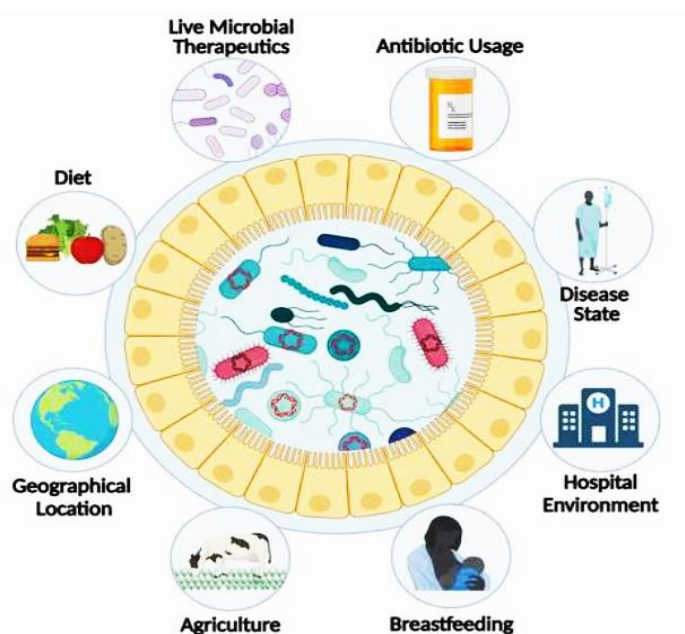 Live Microbial
Therapeutics
Antibiotic Usage
Diet
Disease
State
H
Geographical
Location
Hospital
Environment
Agriculture
Breastfeeding